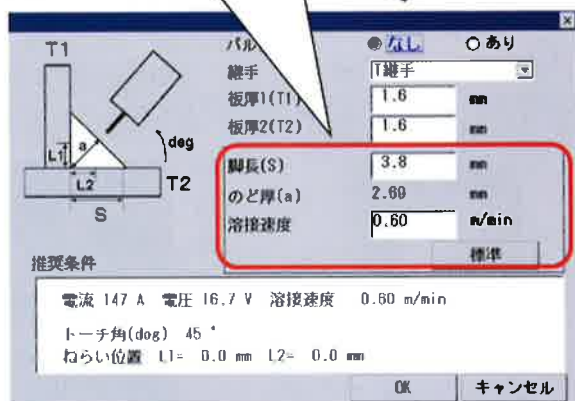 T1
パル
なし
あり
継手
T継手
板厚1(T1)
1.6
mm
板厚2(T2)
1.6
mm
deg
a
L1
L2
T2
S
脚長(S)
3.8
mm
のど厚(a)
2.69
mm
溶接速度
0.60
m/min
標準
推奨条件
電流 147 A 電圧 16.7 V 溶接速度 0.60 m/min
トーチ角(deg) 45 °
ねらい位置 L1= 0.0 mm L2= 0.0 mm
OK
キャンセル